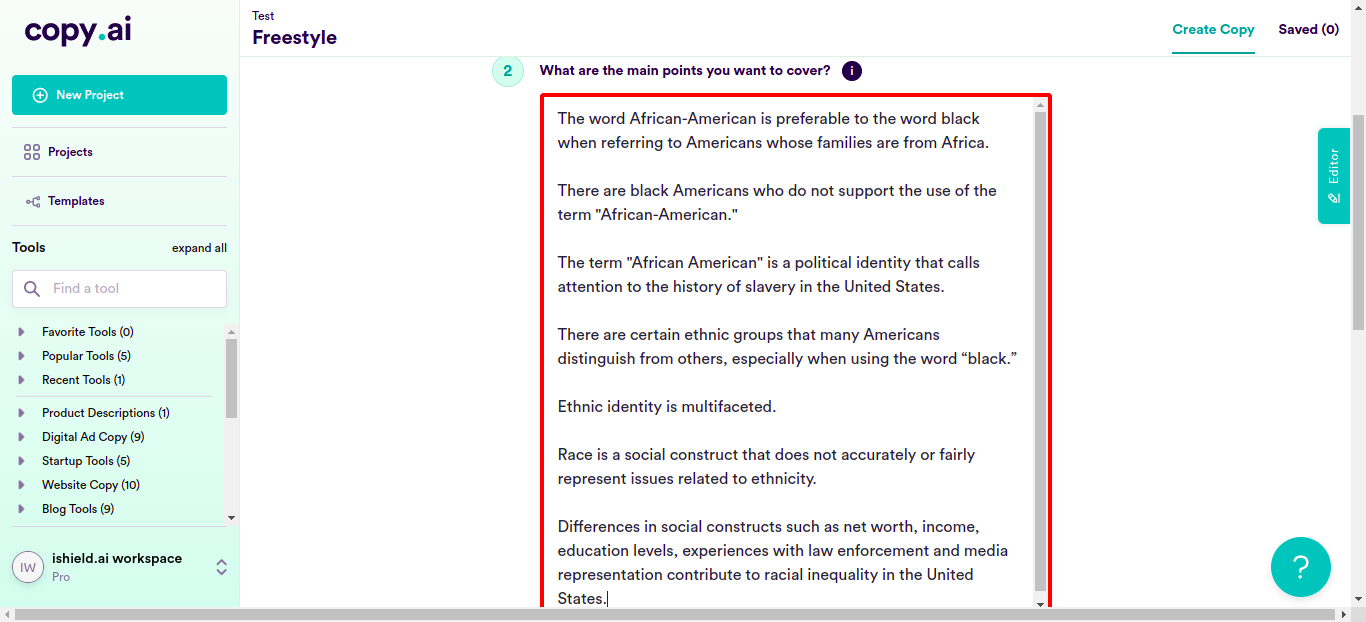 copy.ai
New Project
Projects
Templates
Tools
expand all
Find a tool
Favorite Tools (0)
Popular Tools (5)
Recent Tools (1)
Product Descriptions (1)
Digital Ad Copy (9)
Startup Tools (5)
Website Copy (10)
Blog Tools (9)
IW
ishield.ai workspace
Pro
Test
Freestyle
Create Copy
Saved (0)
2
What are the main points you want to cover?
i
The word African-American is preferable to the word black
when referring to Americans whose families are from Africa.
There are black Americans who do not support the use of the
term "African-American."
The term "African American" is a political identity that calls
attention to the history of slavery in the United States.
There are certain ethnic groups that many Americans
distinguish from others, especially when using the word “black.”
Ethnic identity is multifaceted.
Race is a social construct that does not accurately or fairly
represent issues related to ethnicity.
Differences in social constructs such as net worth, income,
education levels, experiences with law enforcement and media
representation contribute to racial inequality in the United
States.
Editor
?